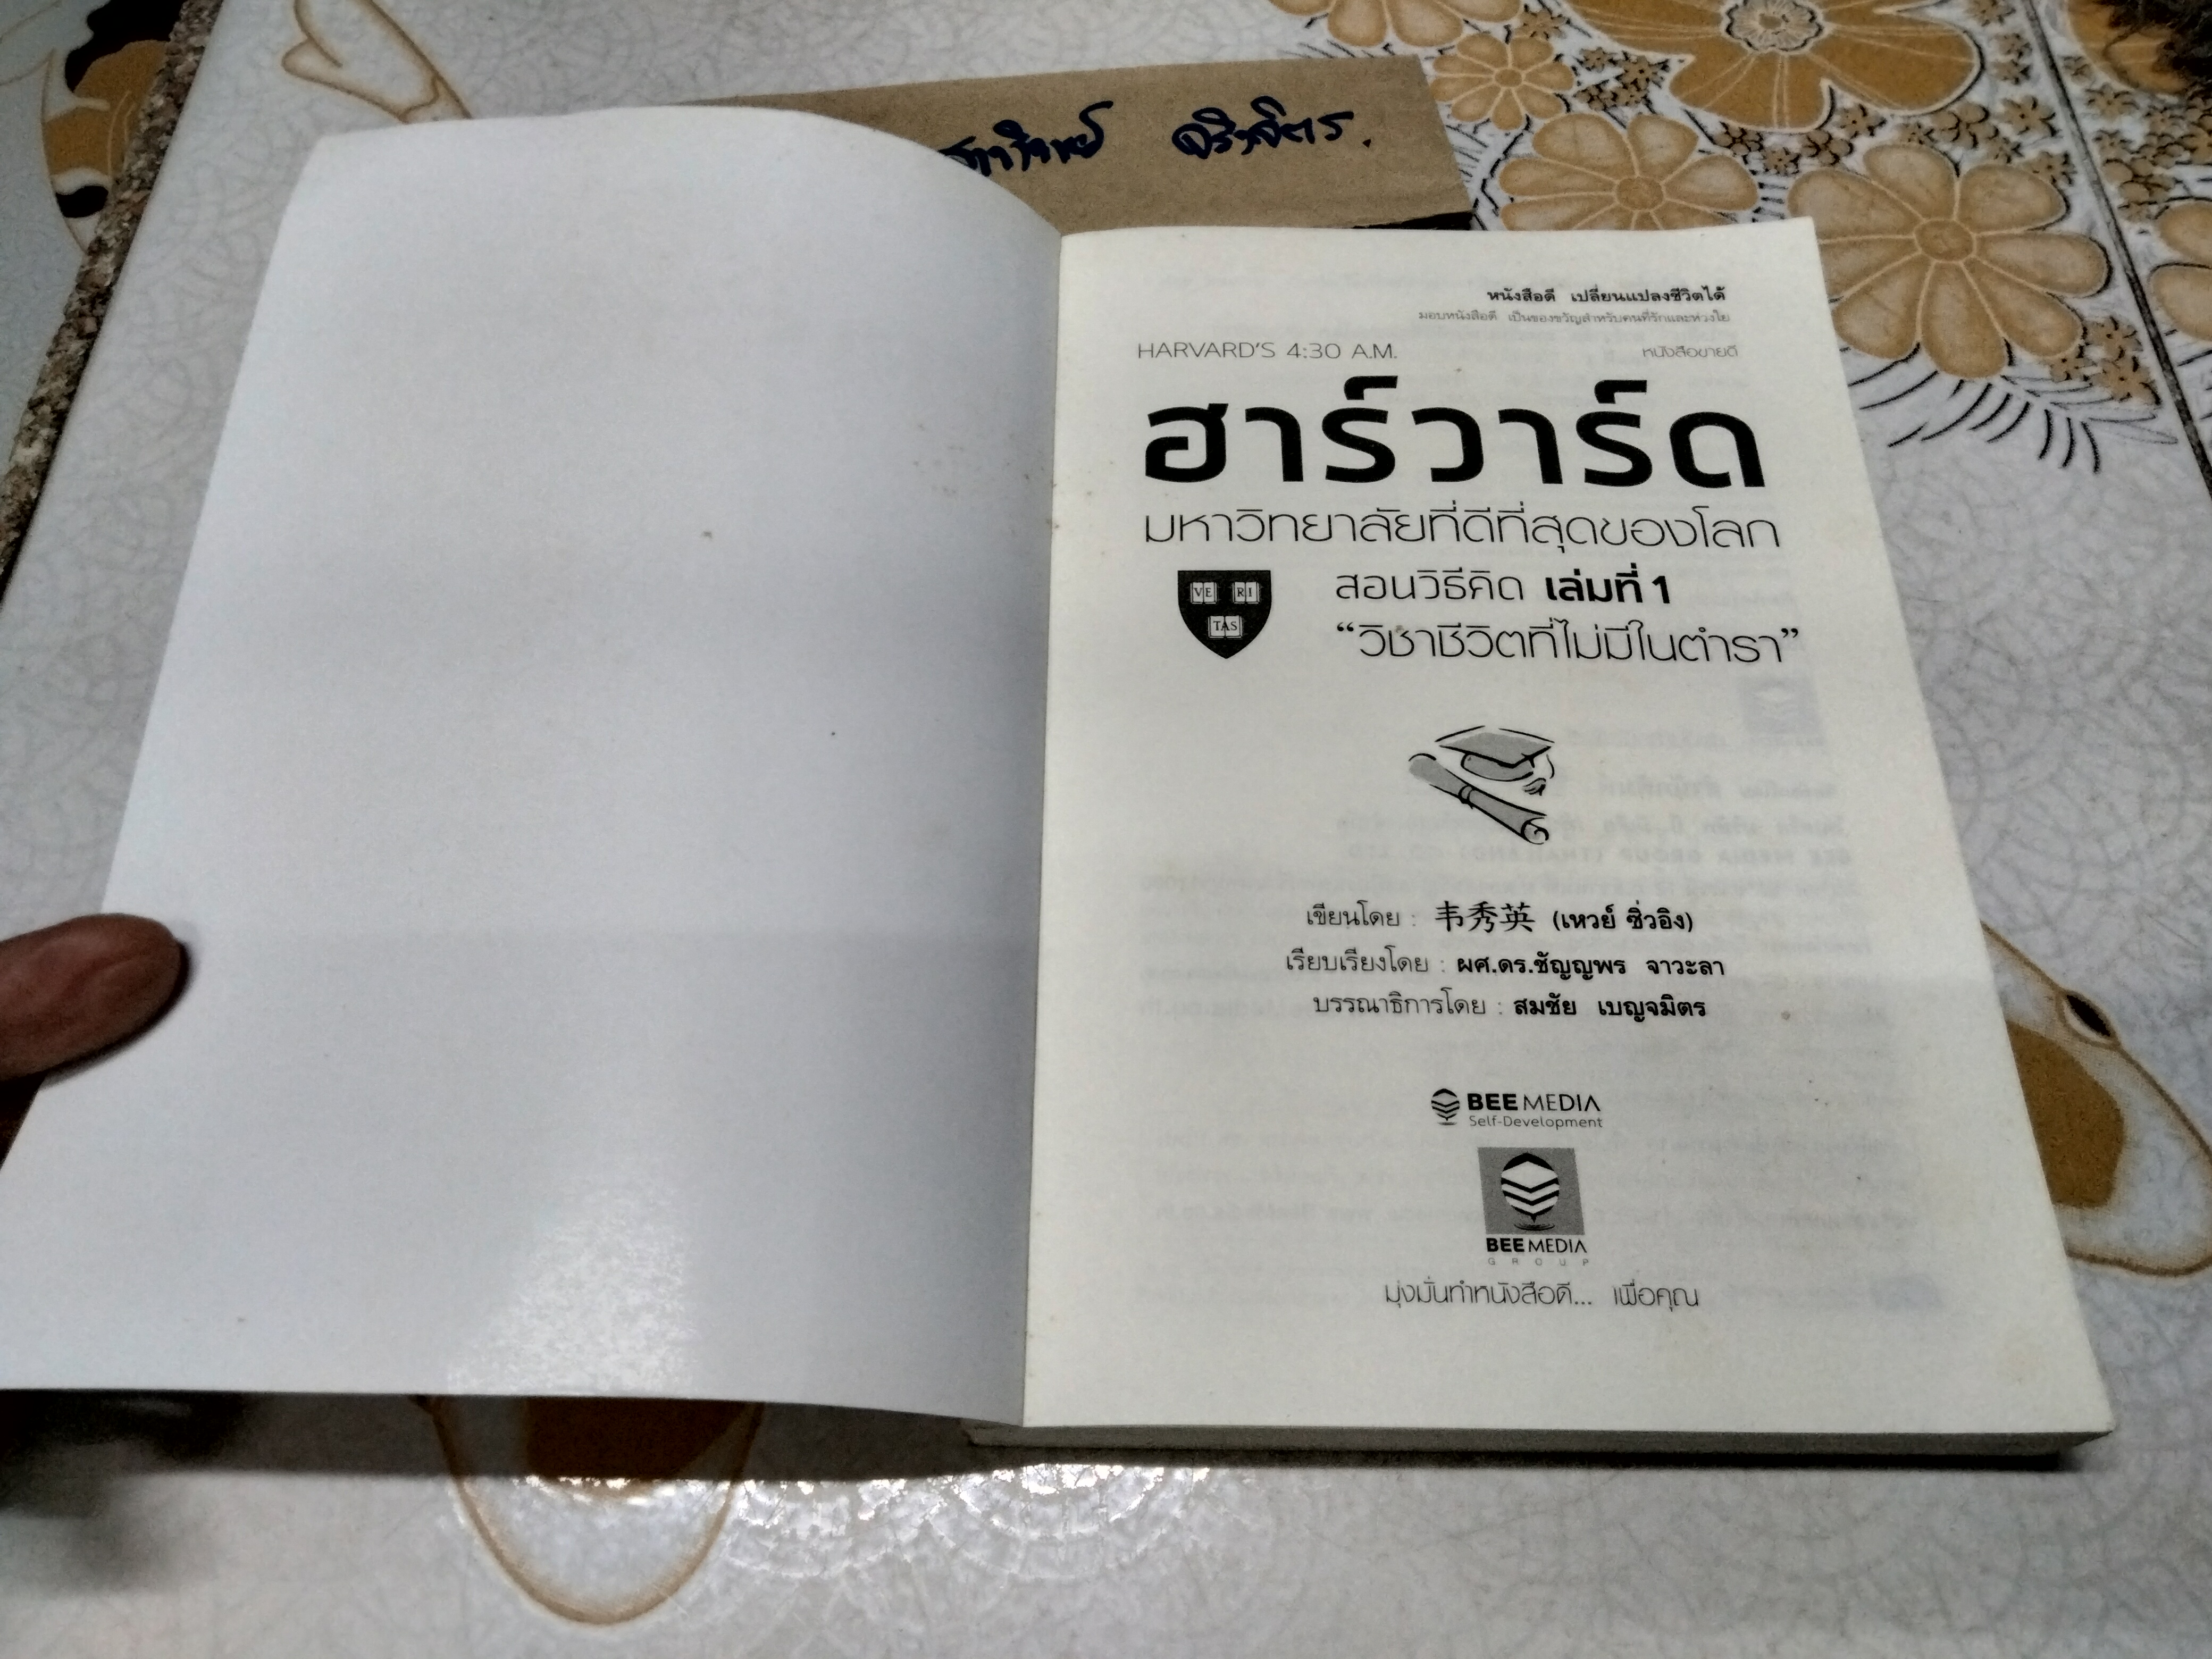 หนังสือดี เปลี่ยนแปลงชีวิตได้
มอบหนังสือดี เป็นของขวัญสำหรับคนที่รักและห่วงใย
HARVARD'S 4:30 A.M. หนังสือขายดี
ฮาร์วาร์ด
มหาวิทยาลัยที่ดีที่สุดของโลก
สอนวิธีคิด เล่มที่ 1
VE RI
TAS
“วิชาชีวิตที่ไม่มีในตำรา”
เขียนโดย : 韦秀英 (เหวย์ ซิ่วอิง)
เรียบเรียงโดย : ผศ.ดร.ชัญญพร จาวะลา
บรรณาธิการโดย : สมชัย เบญจมิตร
BEE MEDIA
Self-Development
BEE MEDIA
GROUP
มุ่งมั่นทำหนังสือดี... เพื่อคุณ